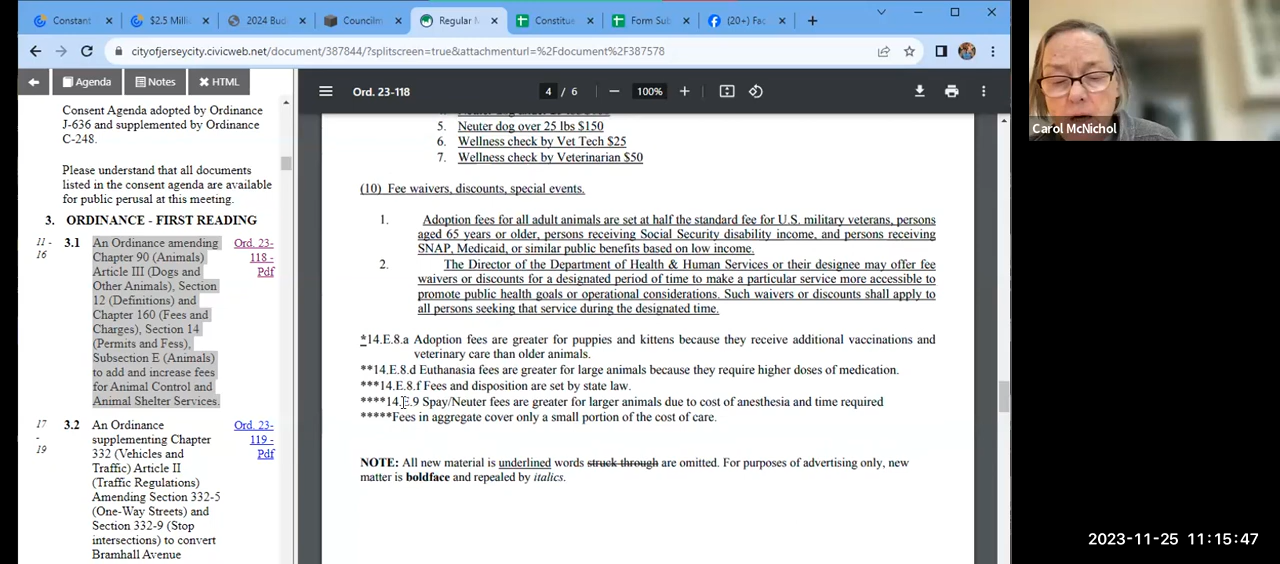 Constant
$2.5 Milli
2024 Bud
Councilm
Regular M
Constitue
Form Sub
(20+) Fac
cityofjerseycity.civicweb.net/document/387844/?splitscreen=true&attachmenturl=%2Fdocument%2F387578
Agenda
Notes
HTML
Ord. 23-118
4 / 6
100%
Consent Agenda adopted by Ordinance
J-636 and supplemented by Ordinance
C-248.
Please understand that all documents
listed in the consent agenda are available
for public perusal at this meeting.
3. ORDINANCE - FIRST READING
11 - 3.1 An Ordinance amending Ord. 23-
16 Chapter 90 (Animals) 118 -
Article III (Dogs and Pdf
Other Animals), Section
12 (Definitions) and
Chapter 160 (Fees and
Charges), Section 14
(Permits and Fess),
Subsection E (Animals)
to add and increase fees
for Animal Control and
Animal Shelter Services.
17 3.2 An Ordinance Ord. 23-
- supplementing Chapter 119 -
19 332 (Vehicles and Pdf
Traffic) Article II
(Traffic Regulations)
Amending Section 332-5
(One-Way Streets) and
Section 332-9 (Stop
intersections) to convert
Bramhall Avenue
5. Neuter dog over 25 lbs $150
6. Wellness check by Vet Tech $25
7. Wellness check by Veterinarian $50
(10) Fee waivers, discounts, special events.
1. Adoption fees for all adult animals are set at half the standard fee for U.S. military veterans, persons
aged 65 years or older, persons receiving Social Security disability income, and persons receiving
SNAP, Medicaid, or similar public benefits based on low income.
2. The Director of the Department of Health & Human Services or their designee may offer fee
waivers or discounts for a designated period of time to make a particular service more accessible to
promote public health goals or operational considerations. Such waivers or discounts shall apply to
all persons seeking that service during the designated time.
*14.E.8.a Adoption fees are greater for puppies and kittens because they receive additional vaccinations and
veterinary care than older animals.
**14.E.8.d Euthanasia fees are greater for large animals because they require higher doses of medication.
***14.E.8.f Fees and disposition are set by state law.
****14.E.9 Spay/Neuter fees are greater for larger animals due to cost of anesthesia and time required
*****Fees in aggregate cover only a small portion of the cost of care.
NOTE: All new material is underlined words struck through are omitted. For purposes of advertising only, new
matter is boldface and repealed by italics.
Carol McNichol
2023-11-25 11:15:47